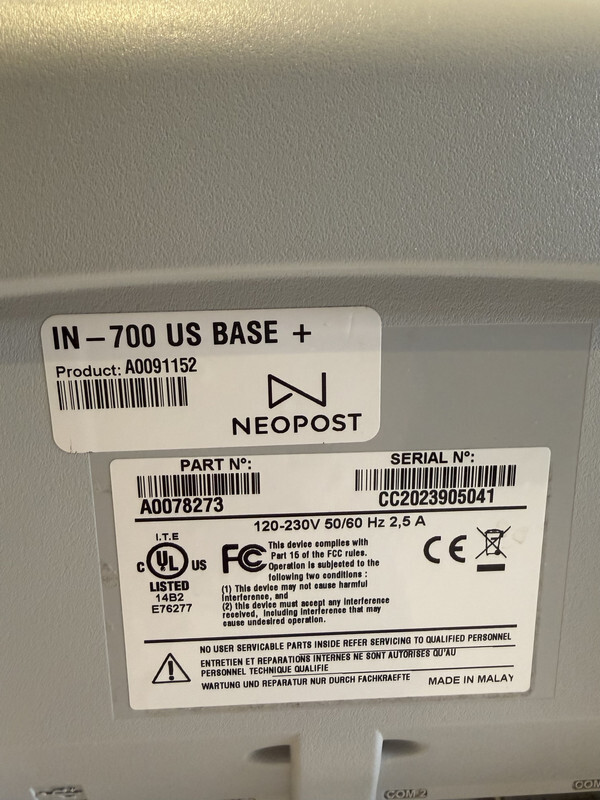 IN-700 US BASE +
Product: A0091152
NEOPOST
PART Nº:
A0078273
SERIAL Nº:
CC2023905041
120-230V 50/60 Hz 2,5 A
I.T.E
C UL US
LISTED
14B2
E76277
FC
This device complies with
Part 15 of the FCC rules.
Operation is subjected to the
following two conditions :
(1) This device may not cause harmful
interference, and
(2) this device must accept any interference
received, including interference that may
cause undesired operation.
CE
NO USER SERVICABLE PARTS INSIDE REFER SERVICING TO QUALIFIED PERSONNEL
ENTRETIEN ET REPARATIONS INTERNES NE SONT AUTORISES QU'AU
PERSONNEL TECHNIQUE QUALIFIE
WARTUNG UND REPARATUR NUR DURCH FACHKRAEFTE
MADE IN MALAY
COM 2
COM